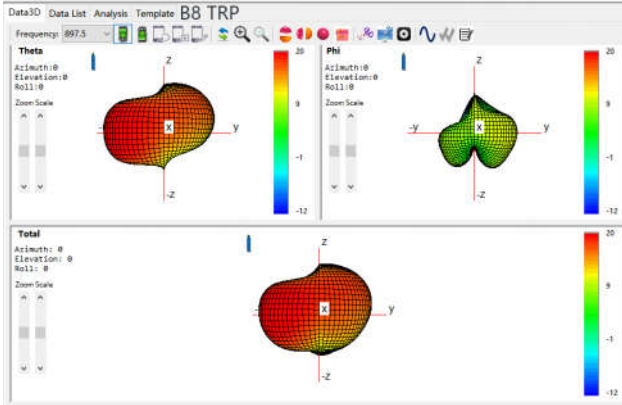 Data3D Data List Analysis Template B8 TRP
Frequency: 897.5
Theta
Azimuth:0
Elevation:0
Roll:0
Zoom Scale
Z
y
X
-Z
20
9
-1
-12
Phi
Azimuth:0
Elevation:0
Roll:0
Zoom Scale
Z
-y
y
X
-Z
20
9
-1
-12
Total
Azimuth: 0
Elevation: 0
Roll: 0
Zoom Scale
Z
y
X
-Z
20
9
-1
-12